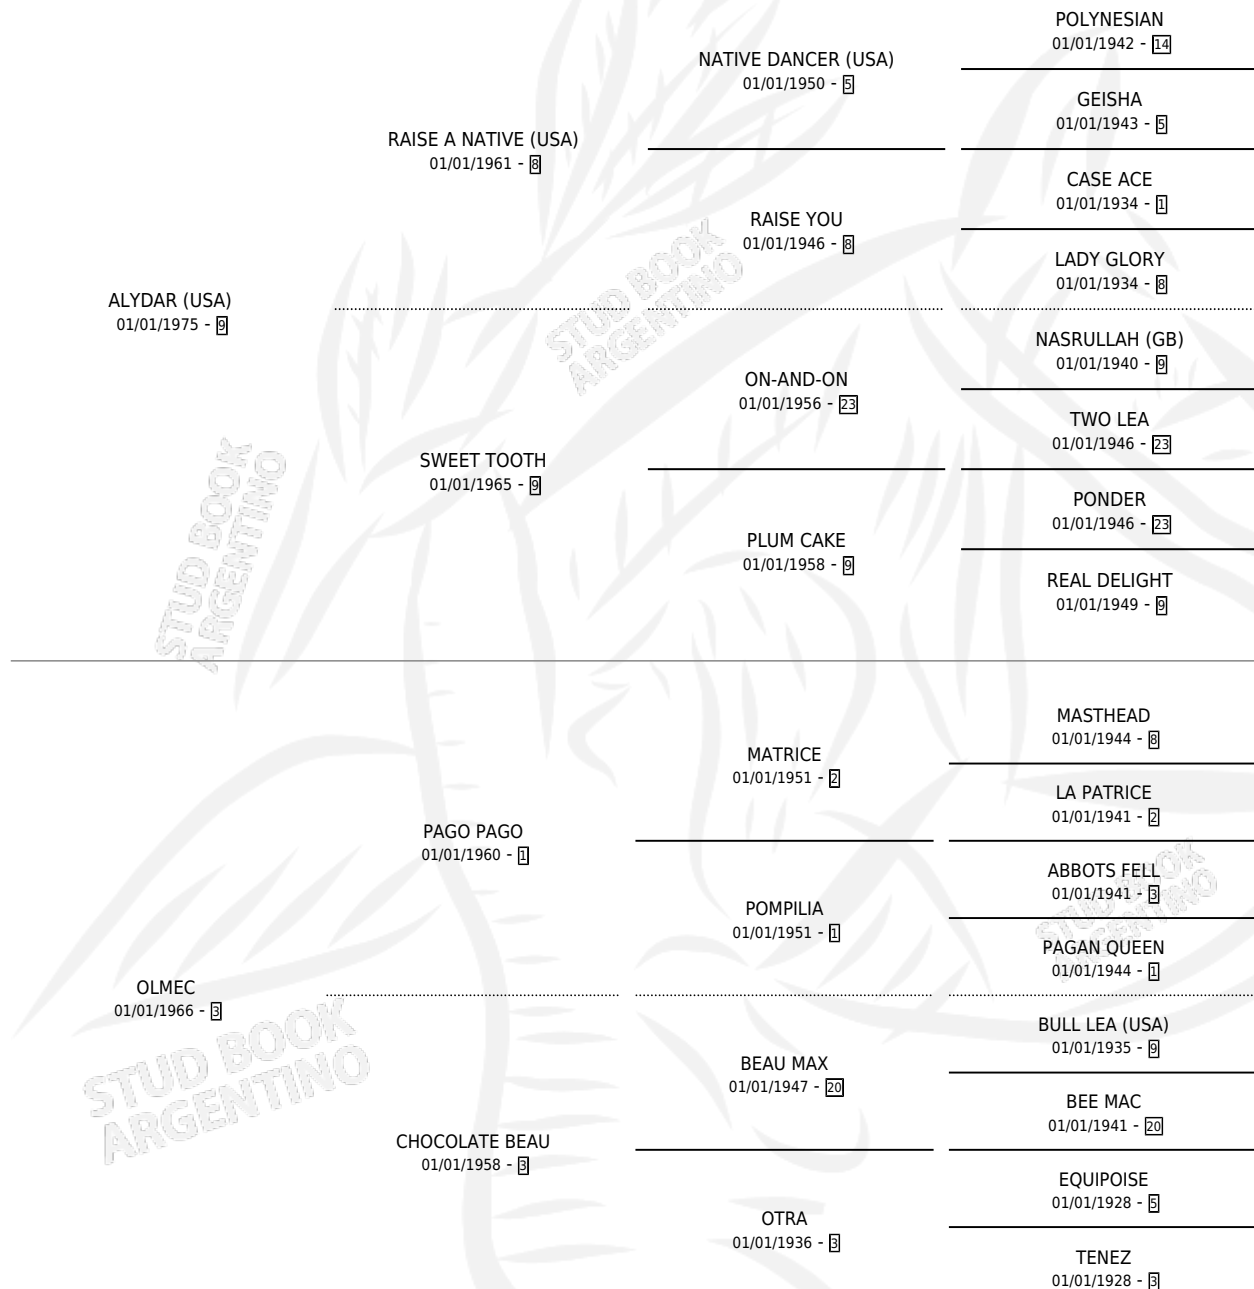 POLYNESIAN
01/01/1942 - 14
NATIVE DANCER (USA)
01/01/1950 - 5
GEISHA
01/01/1943 - 5
RAISE A NATIVE (USA)
01/01/1961 - 8
CASE ACE
01/01/1934 - 1
RAISE YOU
01/01/1946 - 8
LADY GLORY
01/01/1934 - 8
ALYDAR (USA)
01/01/1975 - 9
STUD BOOK
ARGENTINO
NASRULLAH (GB)
01/01/1940 - 9
ON-AND-ON
01/01/1956 - 23
TWO LEA
01/01/1946 - 23
SWEET TOOTH
01/01/1965 - 9
PONDER
01/01/1946 - 23
PLUM CAKE
01/01/1958 - 9
REAL DELIGHT
01/01/1949 - 9
STUD BOOK
ARGENTINO
MASTHEAD
01/01/1944 - 8
MATRICE
01/01/1951 - 2
LA PATRICE
01/01/1941 - 2
PAGO PAGO
01/01/1960 - 1
ABBOTS FELL
01/01/1941 - 3
POMPILIA
01/01/1951 - 1
STUD BOOK
ARGENTINO
PAGAN QUEEN
01/01/1944 - 1
OLMEC
01/01/1966 - 3
BULL LEA (USA)
01/01/1935 - 9
BEAU MAX
01/01/1947 - 20
BEE MAC
01/01/1941 - 20
STUD BOOK
ARGENTINO
CHOCOLATE BEAU
01/01/1958 - 3
EQUIPOISE
01/01/1928 - 5
OTRA
01/01/1936 - 3
TENEZ
01/01/1928 - 3